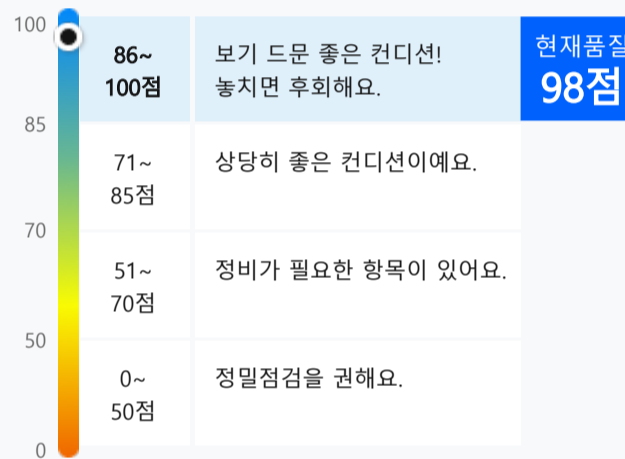 100
86~
100점
보기 드문 좋은 컨디션!
놓치면 후회해요.
현재품질
98점
85
71~
85점
상당히 좋은 컨디션이예요.
70
51~
70점
정비가 필요한 항목이 있어요.
50
0~
50점
정밀점검을 권해요.
0